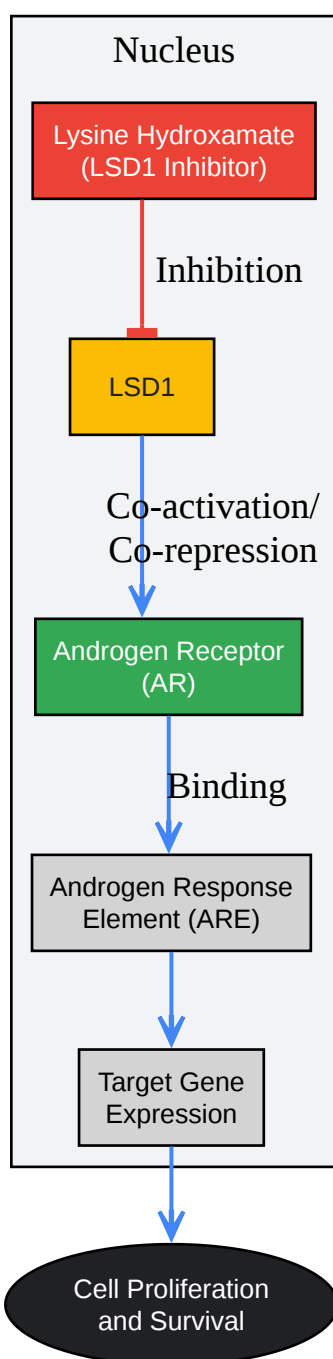 Nucleus
Lysine Hydroxamate
(LSD1 Inhibitor)
Inhibition
LSD1
Co-activation/
Co-repression
Androgen Receptor
(AR)
Binding
Androgen Response
Element (ARE)
Target Gene
Expression
Cell Proliferation
and Survival